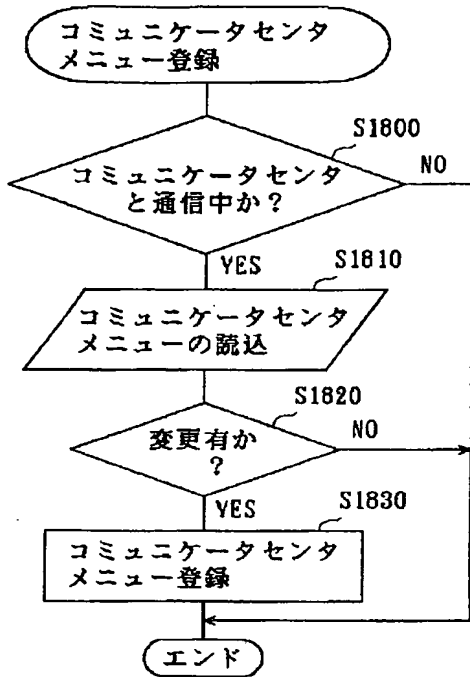 コミュニケータセンタ
メニュー登録
S1800
NO
コミュニケータセンタ
と通信中か？
YES
S1810
コミュニケータセンタ
メニューの読込
S1820
NO
変更有か
？
YES
S1830
コミュニケータセンタ
メニュー登録
エンド